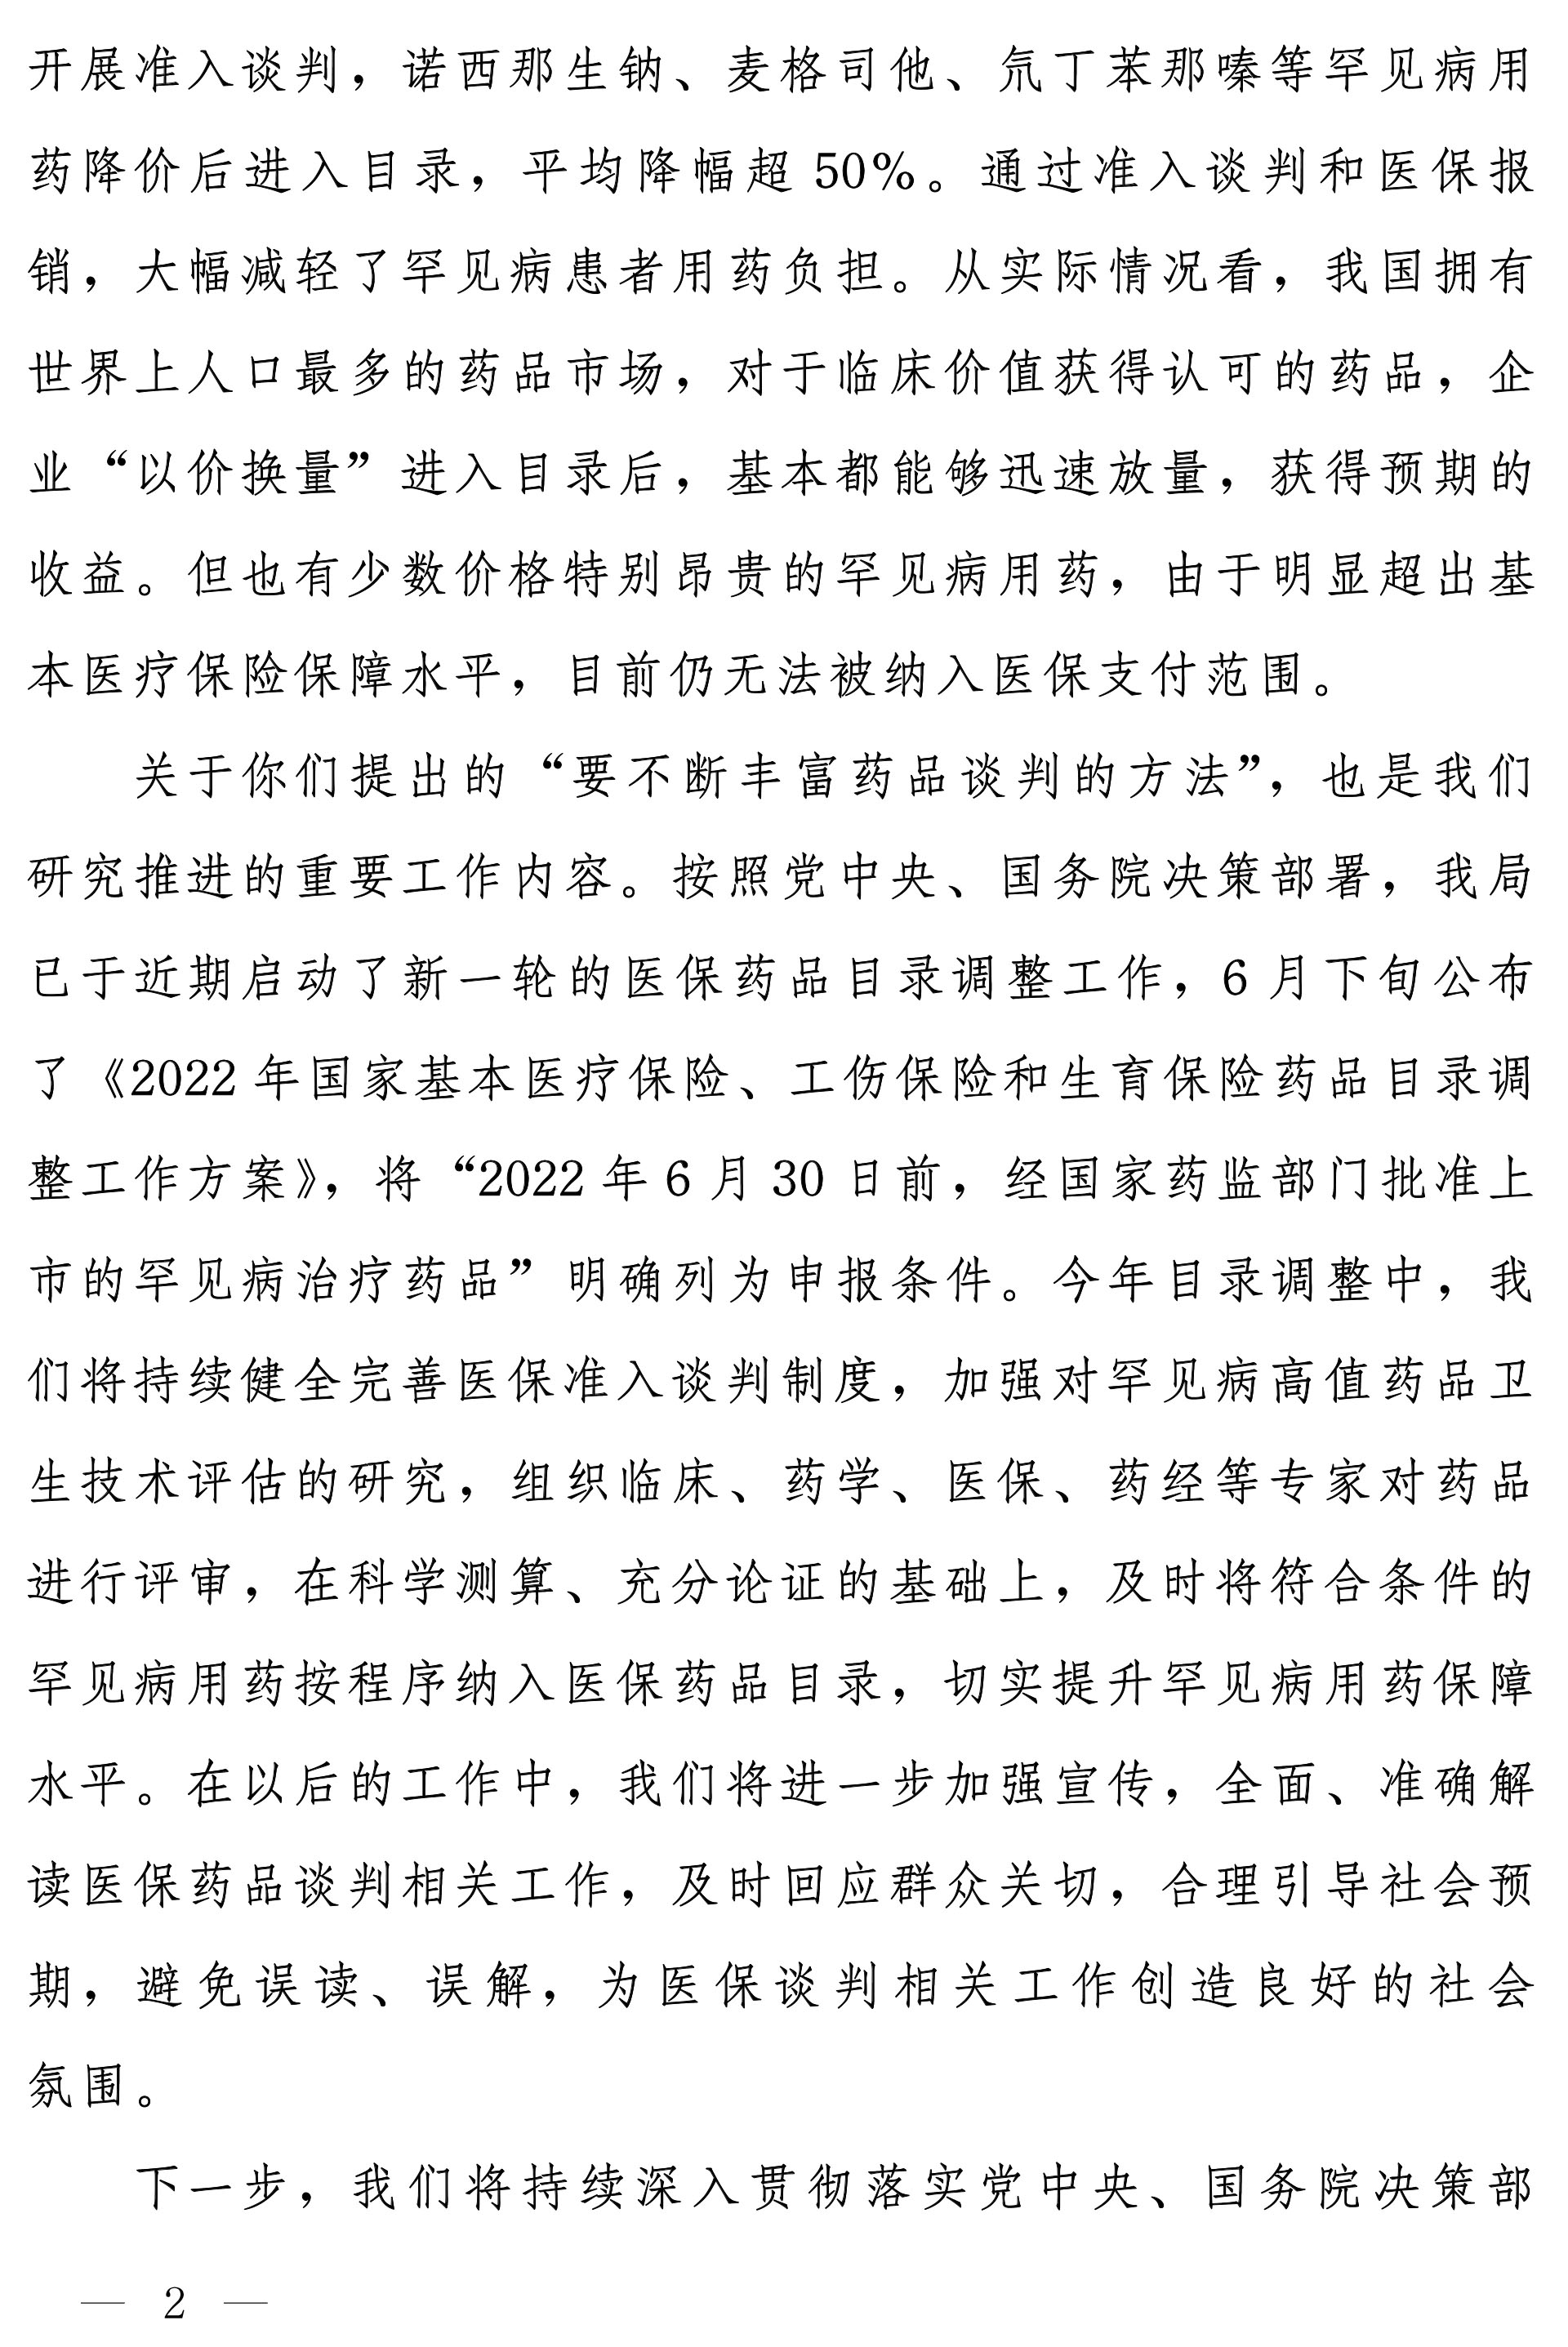 开展准入谈判，诺西那生钠、麦格司他、氘丁苯那嗪等罕见病用
药降价后进入目录，平均降幅超 50%。通过准入谈判和医保报
销，大幅减轻了罕见病患者用药负担。从实际情况看，我国拥有
世界上人口最多的药品市场，对于临床价值获得认可的药品，企
业“以价换量”进入目录后，基本都能够迅速放量，获得预期的
收益。但也有少数价格特别昂贵的罕见病用药，由于明显超出基
本医疗保险保障水平，目前仍无法被纳入医保支付范围。
关于你们提出的“要不断丰富药品谈判的方法”，也是我们
研究推进的重要工作内容。按照党中央、国务院决策部署，我局
已于近期启动了新一轮的医保药品目录调整工作，6 月下旬公布
了《2022 年国家基本医疗保险、工伤保险和生育保险药品目录调
整工作方案》，将“2022 年 6 月 30 日前，经国家药监部门批准上
市的罕见病治疗药品”明确列为申报条件。今年目录调整中，我
们将持续健全完善医保准入谈判制度，加强对罕见病高值药品卫
生技术评估的研究，组织临床、药学、医保、药经等专家对药品
进行评审，在科学测算、充分论证的基础上，及时将符合条件的
罕见病用药按程序纳入医保药品目录，切实提升罕见病用药保障
水平。在以后的工作中，我们将进一步加强宣传，全面、准确解
读医保药品谈判相关工作，及时回应群众关切，合理引导社会预
期，避免误读、误解，为医保谈判相关工作创造良好的社会
氛围。
下一步，我们将持续深入贯彻落实党中央、国务院决策部
— 2 —